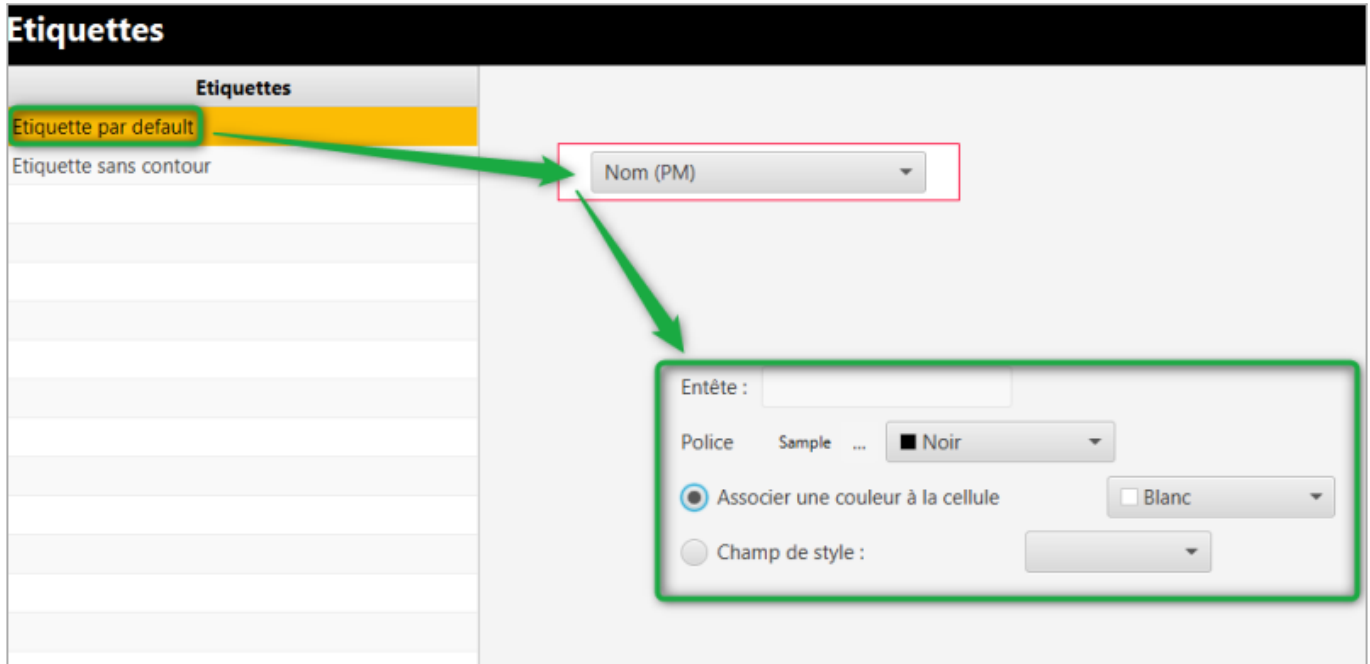 Etiquettes
Etiquettes
Etiquette par default
Etiquette sans contour
Nom (PM)
Entête :
Police Sample ... Noir
Associer une couleur à la cellule Blanc
Champ de style :